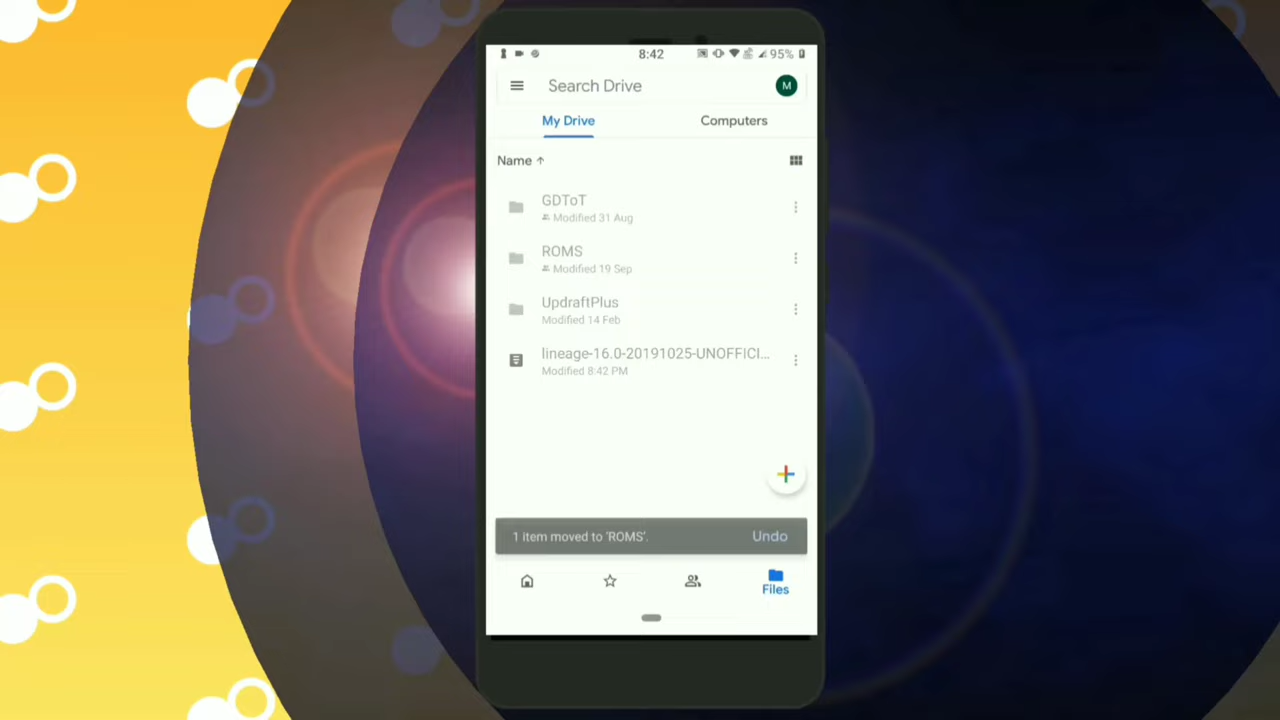 8:42
95%
Search Drive
M
My Drive
Computers
Name ↑
GDToT
Modified 31 Aug
ROMS
Modified 19 Sep
UpdraftPlus
Modified 14 Feb
lineage-16.0-20191025-UNOFFICI...
Modified 8:42 PM
1 item moved to 'ROMS'.
Undo
Files